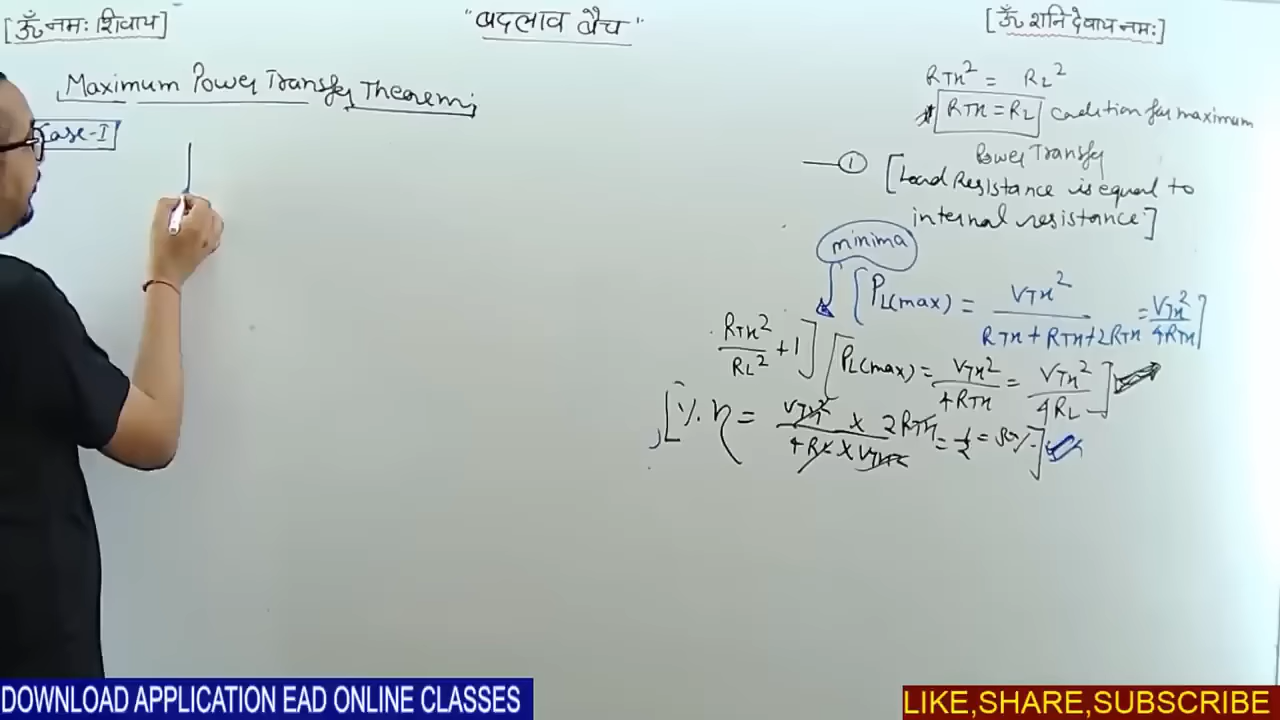 [ॐ नमः शिवाय]
"बदलाव बैच"
[ॐ शनि देवाय नमः]
Maximum Power Transfer Theorem:
Case-I
RTH² = RL²
* RTH = RL Condition for maximum
Power Transfer
— 1 [Load Resistance is equal to
internal resistance]
minima
[PL(max) = VTH² / (RTH + RTH + 2RTH) = VTH² / 4RTH]
RTH² / RL² + 1] [PL(max) = VTH² / 4RTH = VTH² / 4RL]
[% η = VTH² / (4RL × VTH²) × 2RTH = 1/2 = 50%]
DOWNLOAD APPLICATION EAD ONLINE CLASSES
LIKE,SHARE,SUBSCRIBE